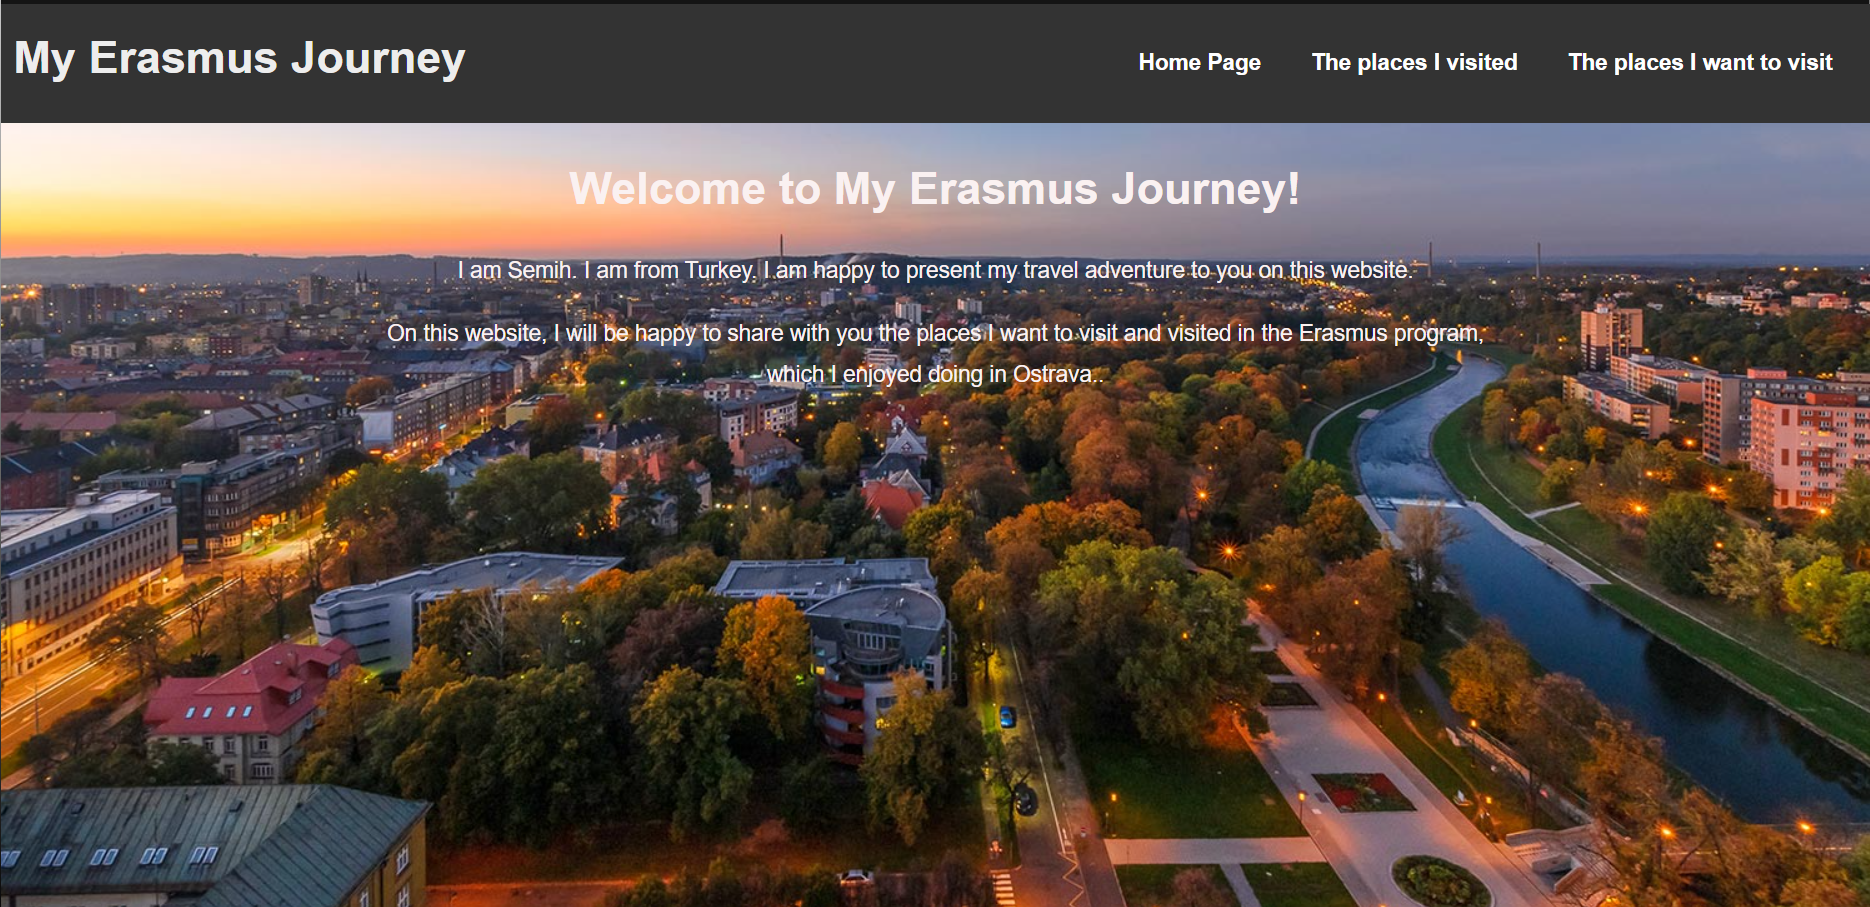 My Erasmus Journey
Home Page
The places I visited
The places I want to visit
Welcome to My Erasmus Journey!
I am Semih. I am from Turkey. I am happy to present my travel adventure to you on this website.
On this website, I will be happy to share with you the places I want to visit and visited in the Erasmus program,
which I enjoyed doing in Ostrava..